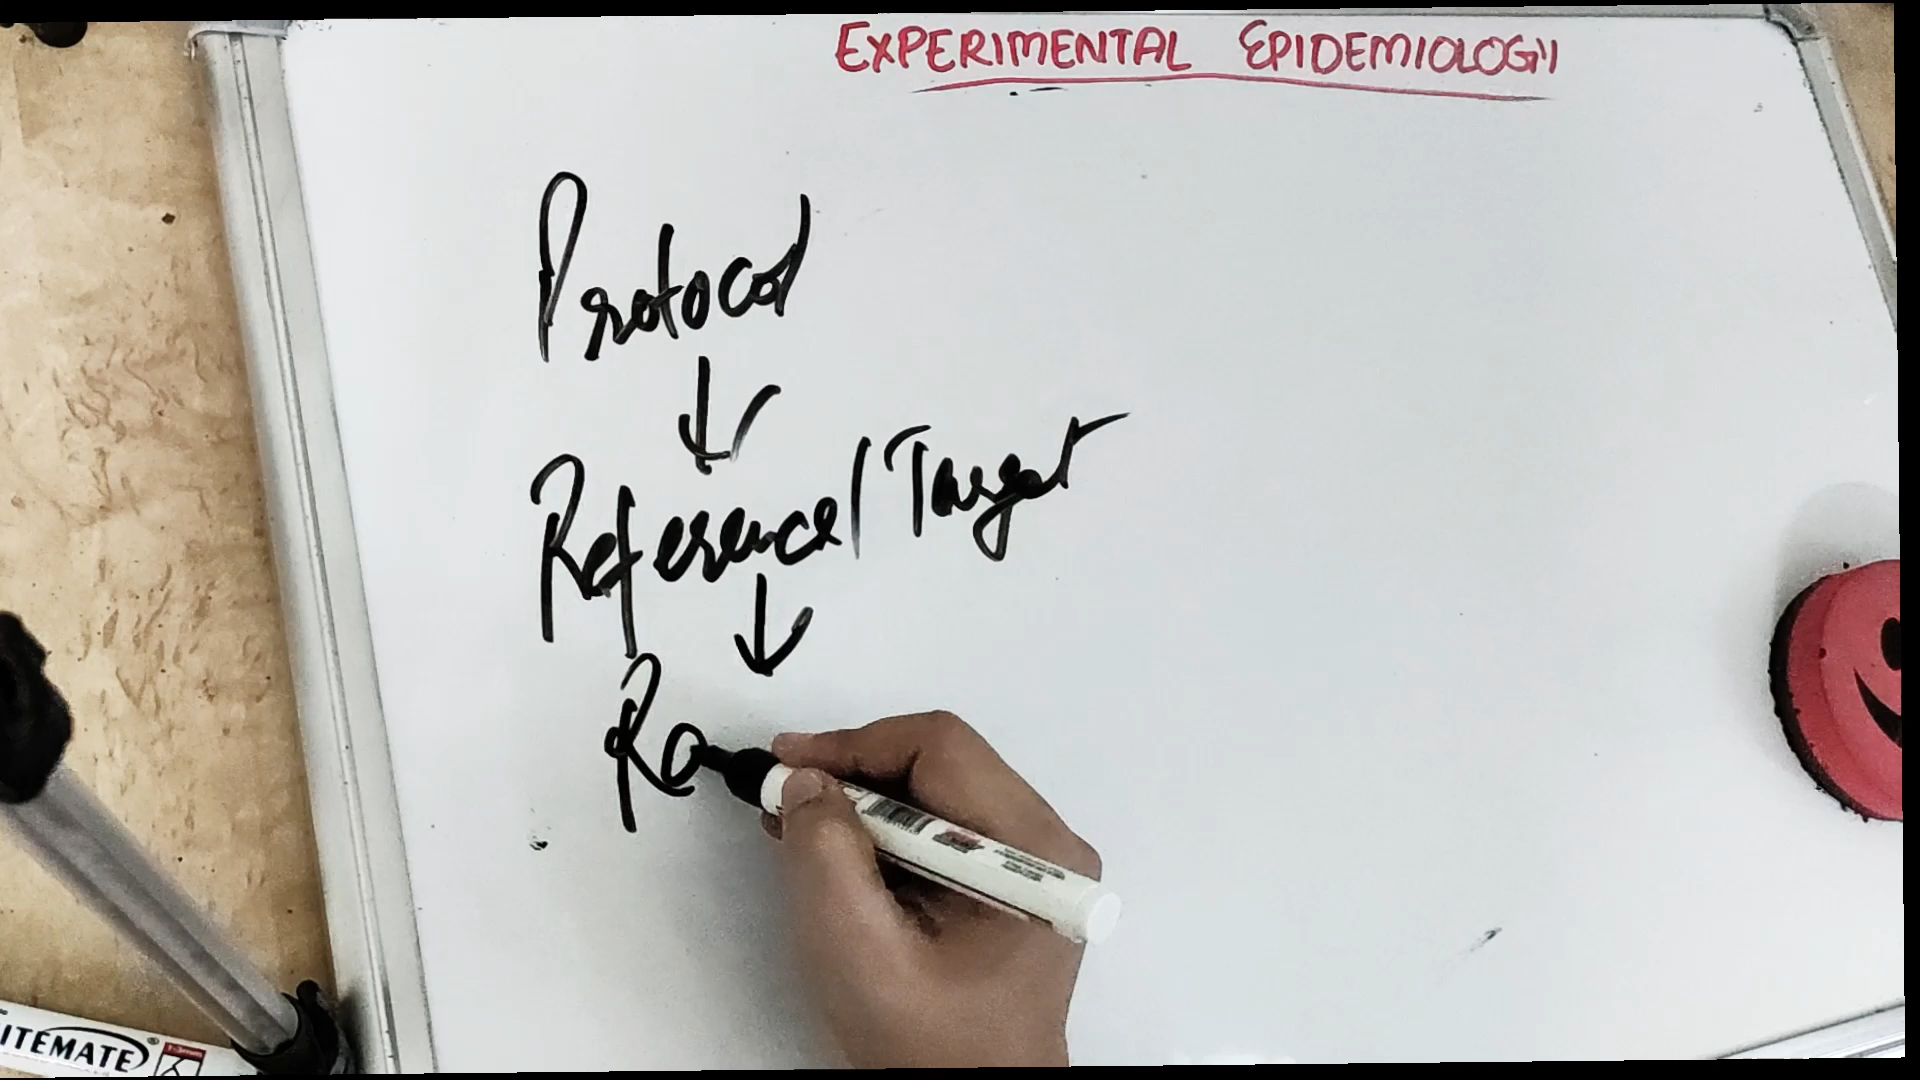 EXPERIMENTAL EPIDEMIOLOGY
Protocol
Reference/Target
Ra
ITEMATE